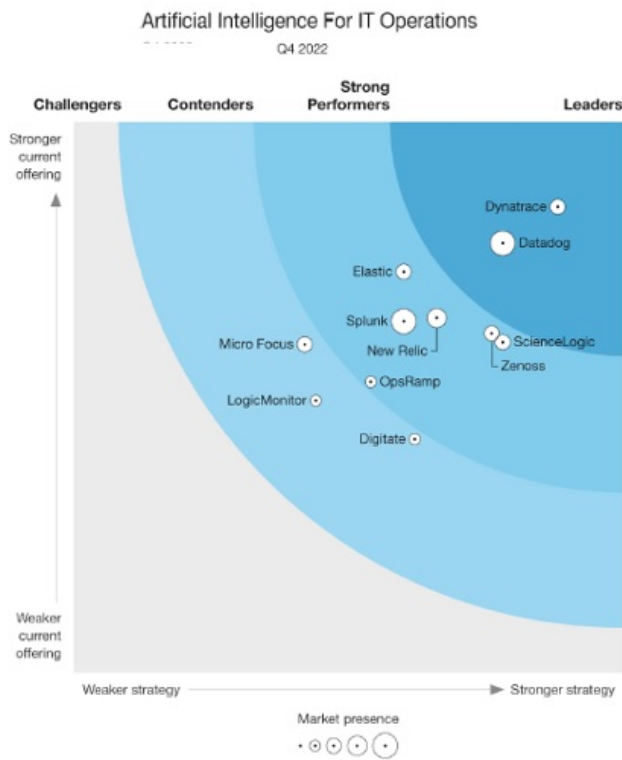 Artificial Intelligence For IT Operations
Q4 2022
Challengers
Contenders
Strong
Performers
Leaders
Stronger
current
offering
Dynatrace
Datadog
Elastic
Splunk
New Relic
ScienceLogic
Zenoss
Micro Focus
OpsRamp
LogicMonitor
Digitate
Weaker
current
offering
Weaker strategy
Stronger strategy
Market presence